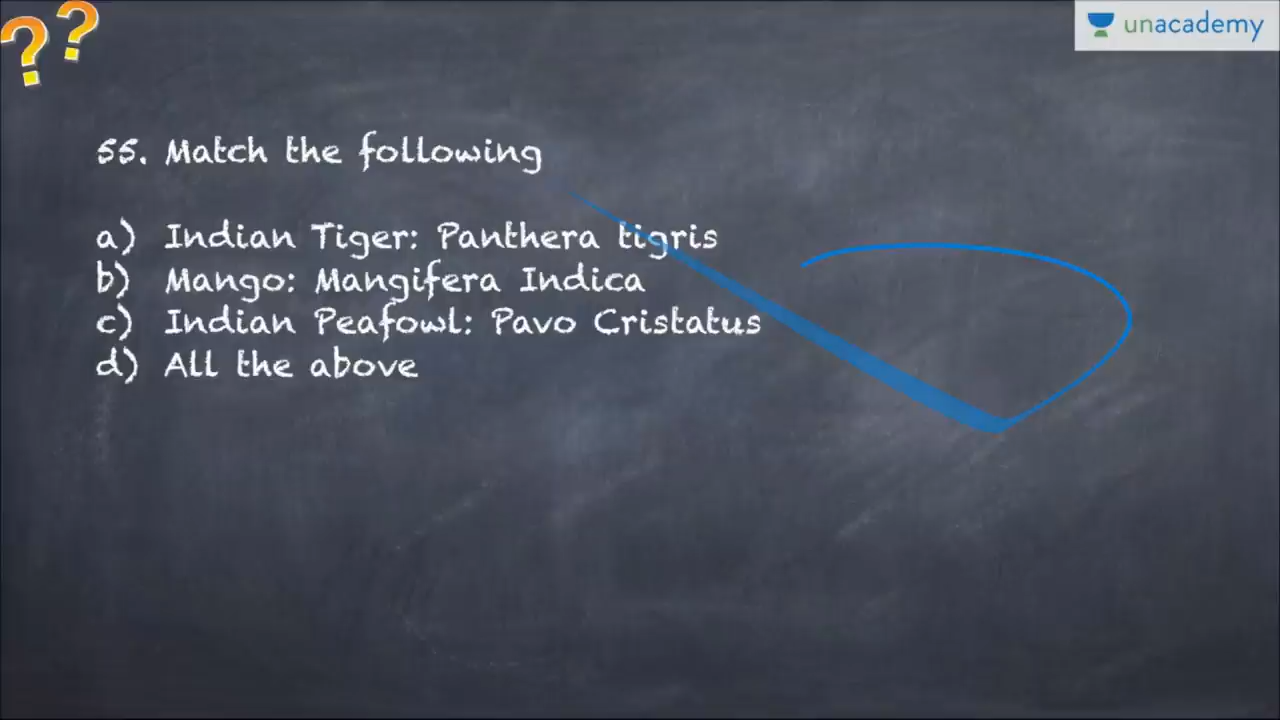 ??
unacademy
55. Match the following
a) Indian Tiger: Panthera tigris
b) Mango: Mangifera Indica
c) Indian Peafowl: Pavo Cristatus
d) All the above